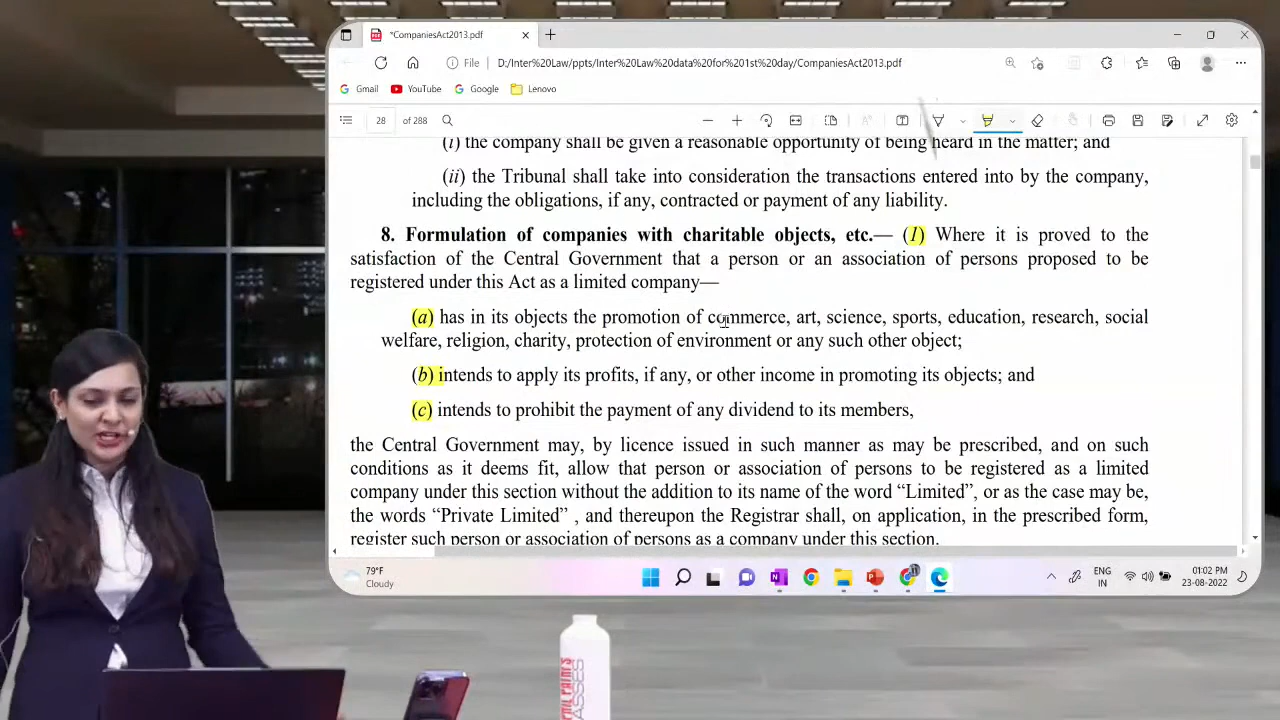 *CompaniesAct2013.pdf
File D:/Inter%20Law/ppts/Inter%20Law%20data%20for%201st%20day/CompaniesAct2013.pdf
Gmail YouTube Google Lenovo
28 of 288
(i) the company shall be given a reasonable opportunity of being heard in the matter; and
(ii) the Tribunal shall take into consideration the transactions entered into by the company,
including the obligations, if any, contracted or payment of any liability.
8. Formulation of companies with charitable objects, etc.— (1) Where it is proved to the
satisfaction of the Central Government that a person or an association of persons proposed to be
registered under this Act as a limited company—
(a) has in its objects the promotion of commerce, art, science, sports, education, research, social
welfare, religion, charity, protection of environment or any such other object;
(b) intends to apply its profits, if any, or other income in promoting its objects; and
(c) intends to prohibit the payment of any dividend to its members,
the Central Government may, by licence issued in such manner as may be prescribed, and on such
conditions as it deems fit, allow that person or association of persons to be registered as a limited
company under this section without the addition to its name of the word “Limited”, or as the case may be,
the words “Private Limited” , and thereupon the Registrar shall, on application, in the prescribed form,
register such person or association of persons as a company under this section.
79°F
Cloudy
ENG
IN
01:02 PM
23-08-2022